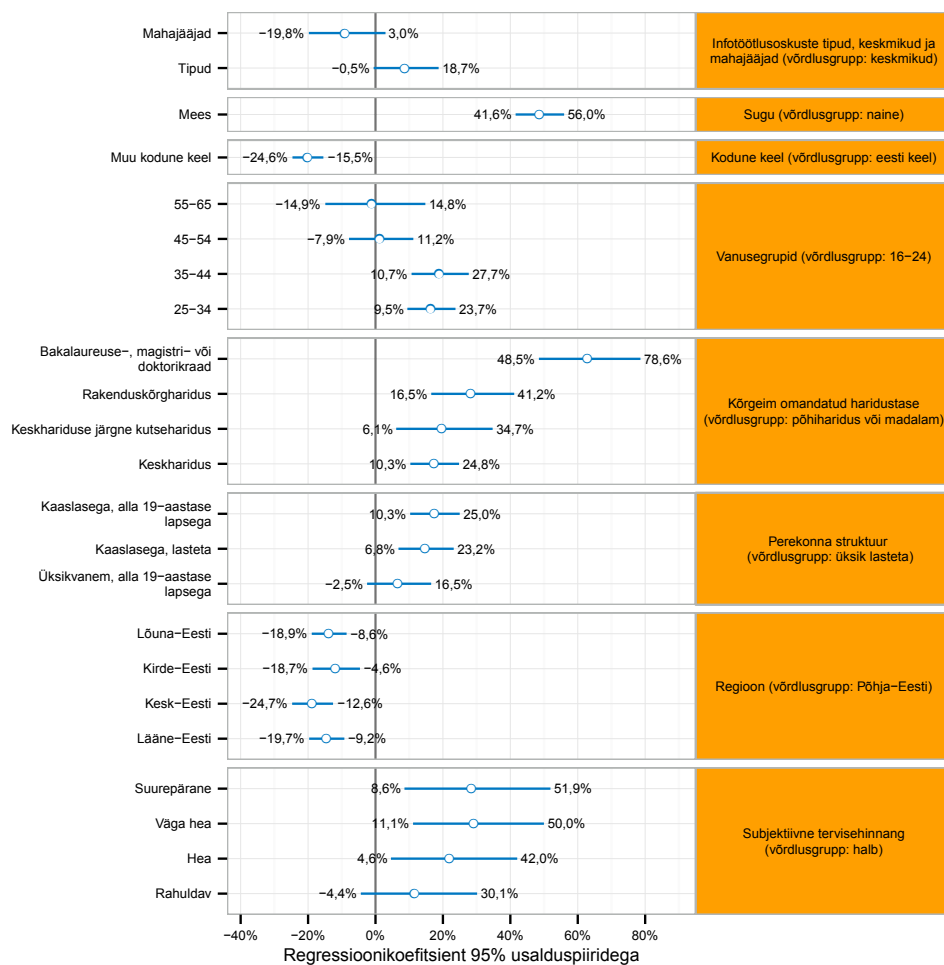 Mahajääjad
−19,8%
3,0%
Tipud
−0,5%
18,7%
Infotöötlusoskuste tipud, keskmikud ja
mahajääjad (võrdlusgrupp: keskmikud)
Mees
41,6%
56,0%
Sugu (võrdlusgrupp: naine)
Muu kodune keel
−24,6%
−15,5%
Kodune keel (võrdlusgrupp: eesti keel)
55−65
−14,9%
14,8%
45−54
−7,9%
11,2%
35−44
10,7%
27,7%
25−34
9,5%
23,7%
Vanusegrupid (võrdlusgrupp: 16−24)
Bakalaureuse−, magistri− või
doktorikraad
48,5%
78,6%
Rakenduskõrgharidus
16,5%
41,2%
Keskhariduse järgne kutseharidus
6,1%
34,7%
Keskharidus
10,3%
24,8%
Kõrgeim omandatud haridustase
(võrdlusgrupp: põhiharidus või madalam)
Kaaslasega, alla 19−aastase
lapsega
10,3%
25,0%
Kaaslasega, lasteta
6,8%
23,2%
Üksikvanem, alla 19−aastase
lapsega
−2,5%
16,5%
Perekonna struktuur
(võrdlusgrupp: üksik lasteta)
Lõuna−Eesti
−18,9%
−8,6%
Kirde−Eesti
−18,7%
−4,6%
Kesk−Eesti
−24,7%
−12,6%
Lääne−Eesti
−19,7%
−9,2%
Regioon (võrdlusgrupp: Põhja−Eesti)
Suurepärane
8,6%
51,9%
Väga hea
11,1%
50,0%
Hea
4,6%
42,0%
Rahuldav
−4,4%
30,1%
Subjektiivne tervisehinnang
(võrdlusgrupp: halb)
−40% −20% 0% 20% 40% 60% 80%
Regressioonikoefitsient 95% usalduspiiridega